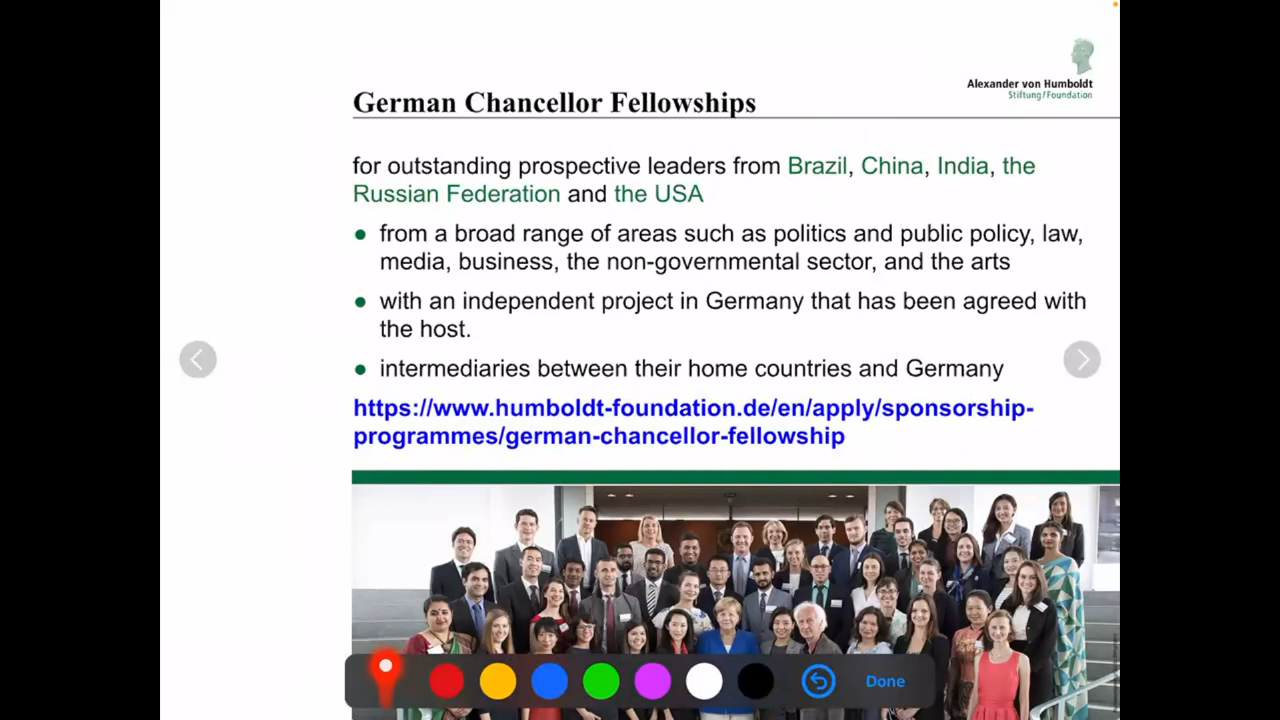 Alexander von Humboldt
Stiftung/Foundation
German Chancellor Fellowships
for outstanding prospective leaders from Brazil, China, India, the
Russian Federation and the USA
● from a broad range of areas such as politics and public policy, law,
media, business, the non-governmental sector, and the arts
● with an independent project in Germany that has been agreed with
the host.
● intermediaries between their home countries and Germany
https://www.humboldt-foundation.de/en/apply/sponsorship-
programmes/german-chancellor-fellowship
Done